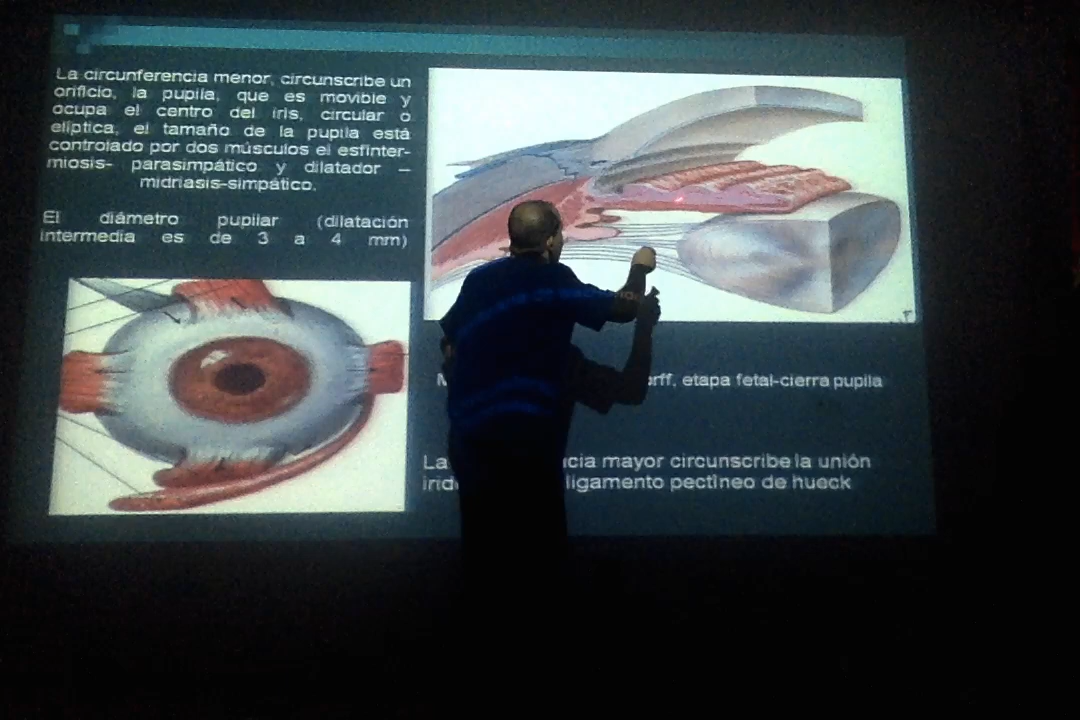 La circunferencia menor, circunscribe un
orificio, la pupila, que es movible y
ocupa el centro del iris, circular o
elíptica, el tamaño de la pupila está
controlado por dos músculos el esfínter-
miosis- parasimpático y dilatador –
midriasis-simpático.
El diámetro pupilar (dilatación
intermedia es de 3 a 4 mm)
orff, etapa fetal-cierra pupila
La cia mayor circunscribe la unión
irid ligamento pectíneo de hueck